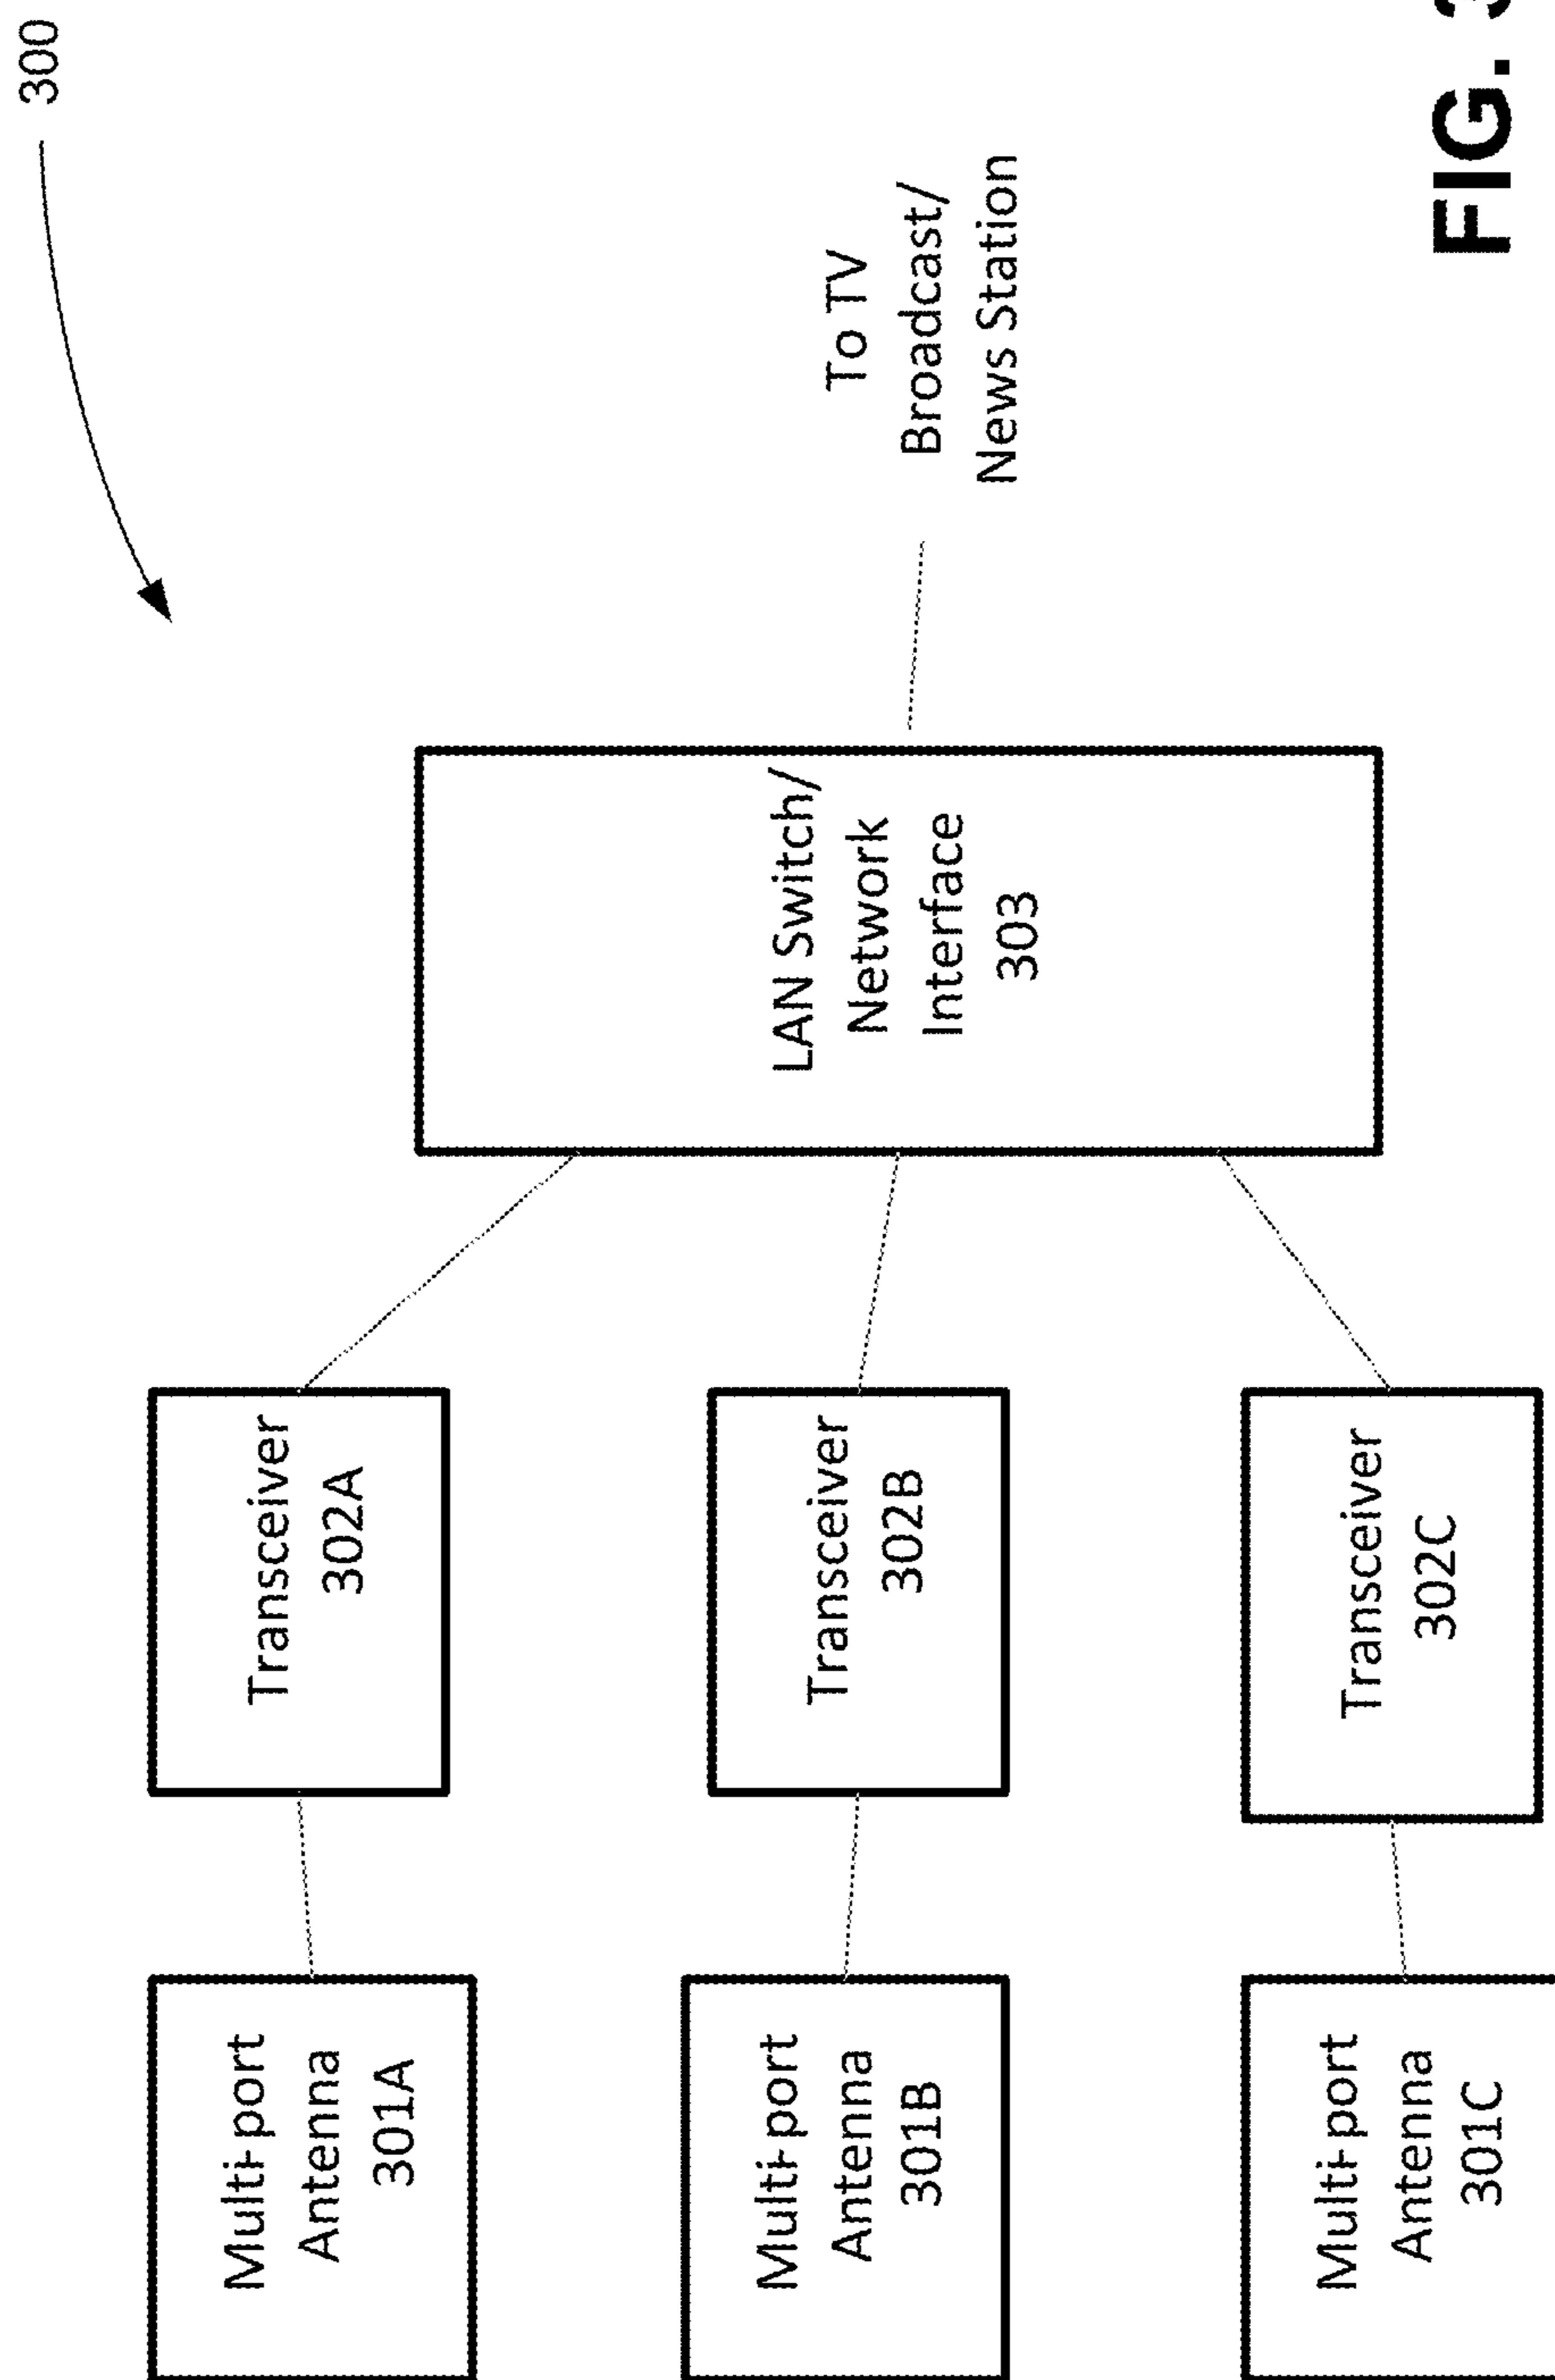 300
Multi-port
Antenna
301A
Transceiver
302A
Multi-port
Antenna
301B
Transceiver
302B
Multi-port
Antenna
301C
Transceiver
302C
LAN Switch/
Network
Interface
303
To TV
Broadcast/
News Station
FIG. 3